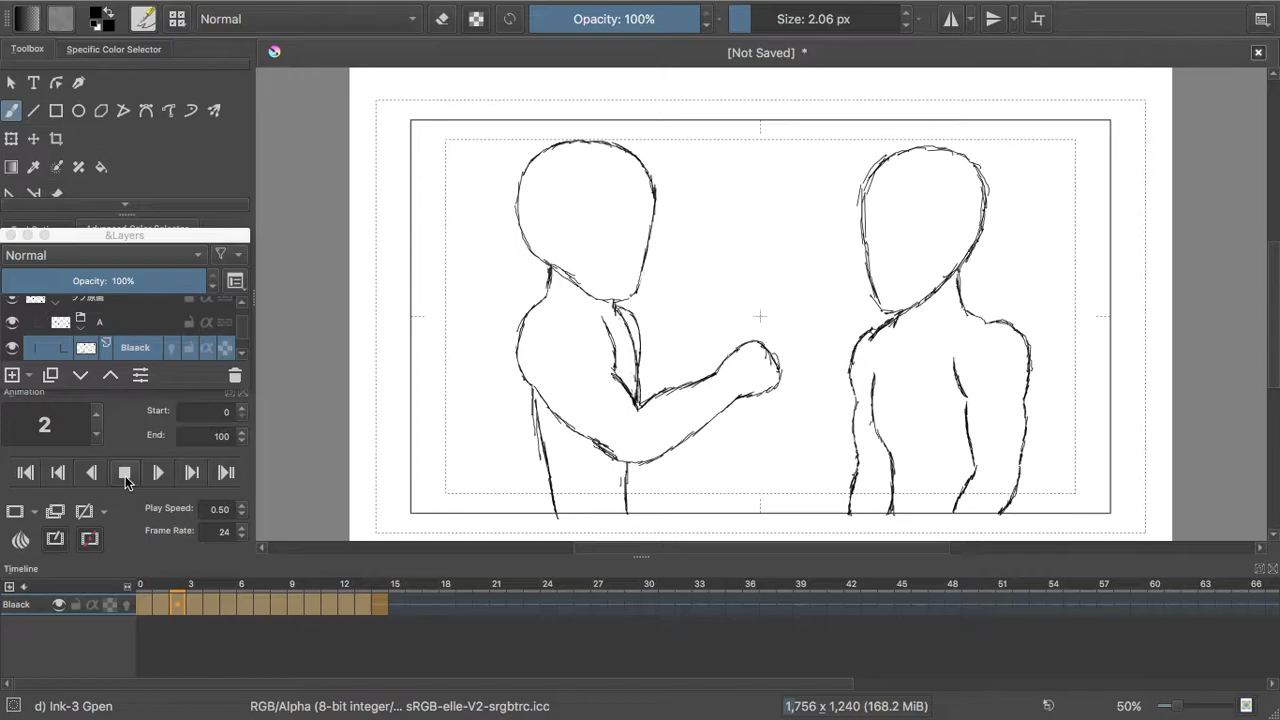 Normal
Opacity: 100%
Size: 2.06 px
Toolbox
Specific Color Selector
[Not Saved] *
&Layers
Normal
Opacity: 100%
A
Blaack
Animation
2
Start:
0
End:
100
Play Speed:
0.50
Frame Rate:
24
Timeline
0 3 6 9 12 15 18 21 24 27 30 33 36 39 42 45 48 51 54 57 60 63 66
Blaack
d) Ink-3 Gpen
RGB/Alpha (8-bit integer/... sRGB-elle-V2-srgbtrc.icc
1,756 x 1,240 (168.2 MiB)
50%